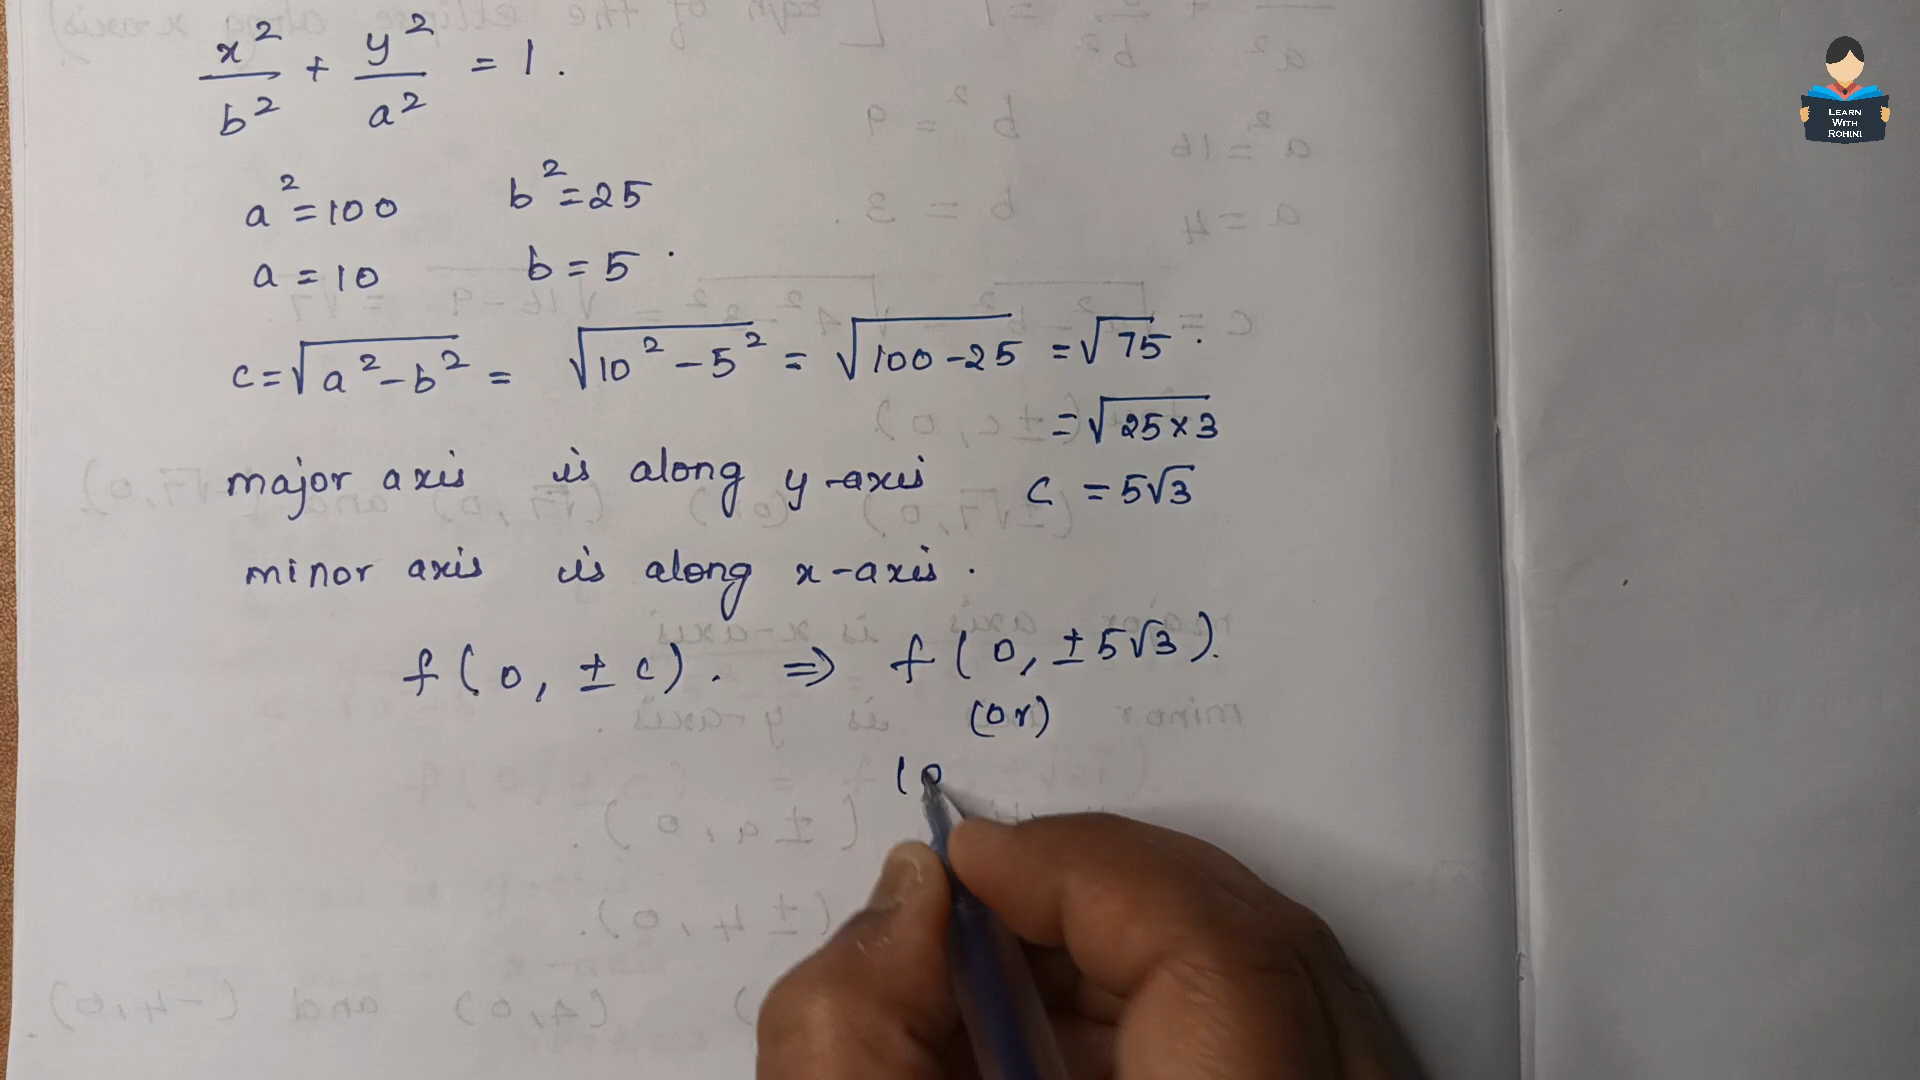 x²/b² + y²/a² = 1.
a² = 100 b² = 25
a = 10 b = 5.
c = √(a² - b²) = √(10² - 5²) = √(100 - 25) = √75.
= √(25 × 3)
major axis is along y-axis c = 5√3
minor axis is along x-axis.
f(0, ± c). ⇒ f(0, ± 5√3).
(or)
(0
LEARN
WITH
ROHINI